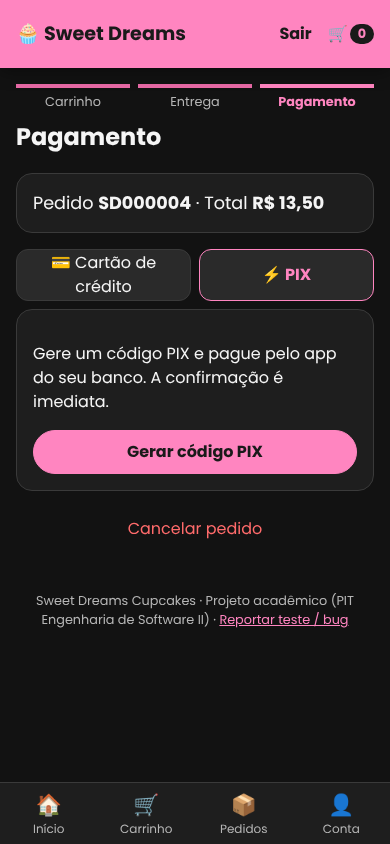 🧁 Sweet Dreams
Sair
🛒 0
Carrinho
Entrega
Pagamento
Pagamento
Pedido SD000004 · Total R$ 13,50
💳 Cartão de
crédito
⚡ PIX
Gere um código PIX e pague pelo app
do seu banco. A confirmação é
imediata.
Gerar código PIX
Cancelar pedido
Sweet Dreams Cupcakes · Projeto acadêmico (PIT
Engenharia de Software II) · Reportar teste / bug
Início
Carrinho
Pedidos
Conta